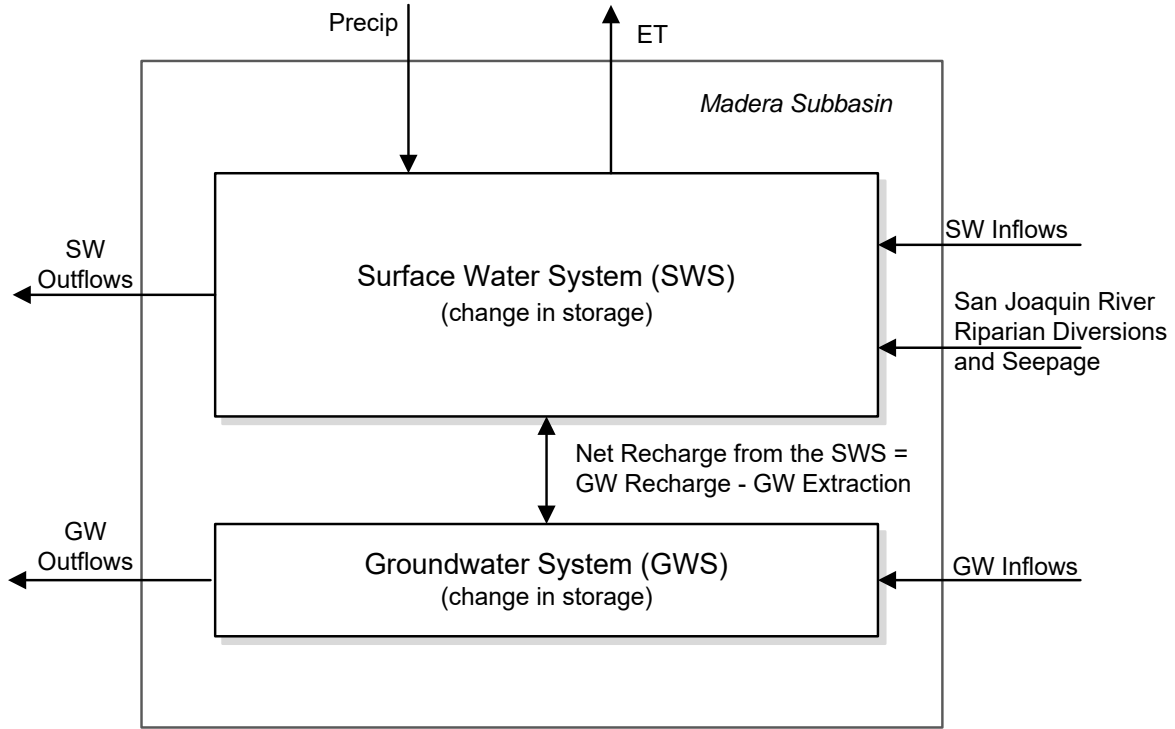 Precip
ET
Madera Subbasin
SW Inflows
SW
Outflows
Surface Water System (SWS)
(change in storage)
San Joaquin River
Riparian Diversions
and Seepage
Net Recharge from the SWS =
GW Recharge - GW Extraction
GW
Outflows
Groundwater System (GWS)
(change in storage)
GW Inflows